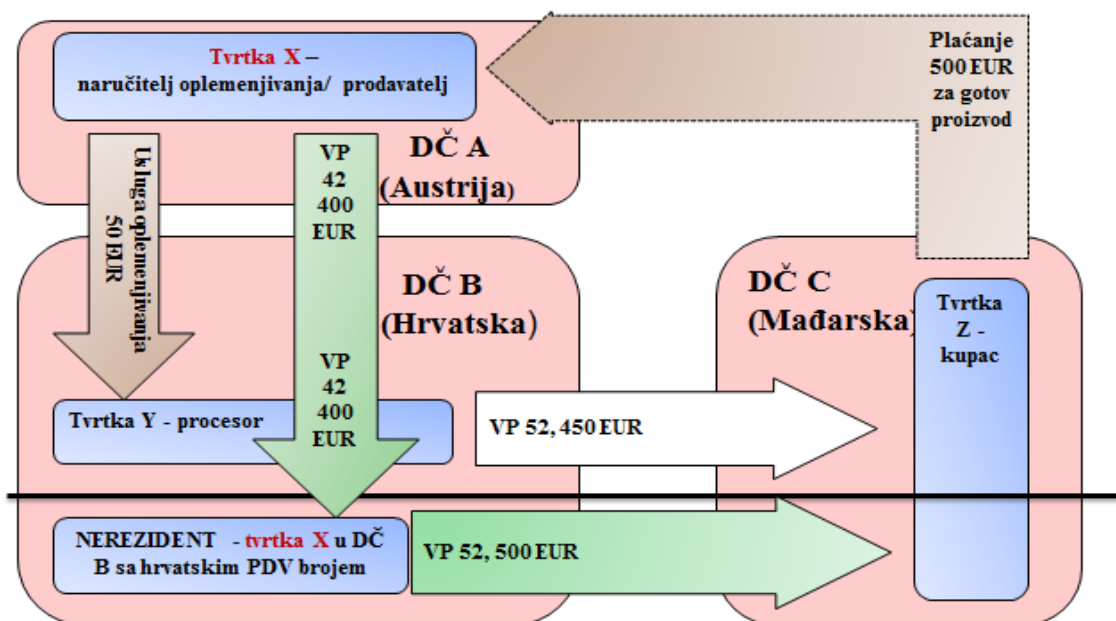 Tvrtka X –
naručitelj oplemenjivanja/ prodavatelj
Plaćanje
500 EUR
za gotov
proizvod
DČ A
(Austrija)
Usluga oplemenjivanja
50 EUR
VP
42
400
EUR
DČ B
(Hrvatska)
VP
42
400
EUR
DČ C
(Mađarska)
Tvrtka
Z -
kupac
Tvrtka Y - procesor
VP 52, 450 EUR
NEREZIDENT - tvrtka X u DČ
B sa hrvatskim PDV brojem
VP 52, 500 EUR